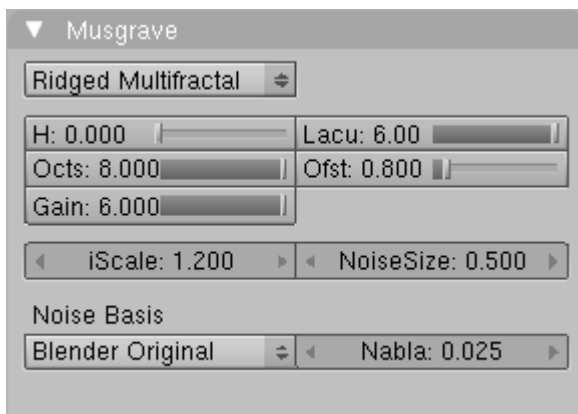 Musgrave
Ridged Multifractal
H: 0.000 Lacu: 6.00
Octs: 8.000 Ofst: 0.800
Gain: 6.000
iScale: 1.200 NoiseSize: 0.500
Noise Basis
Blender Original Nabla: 0.025